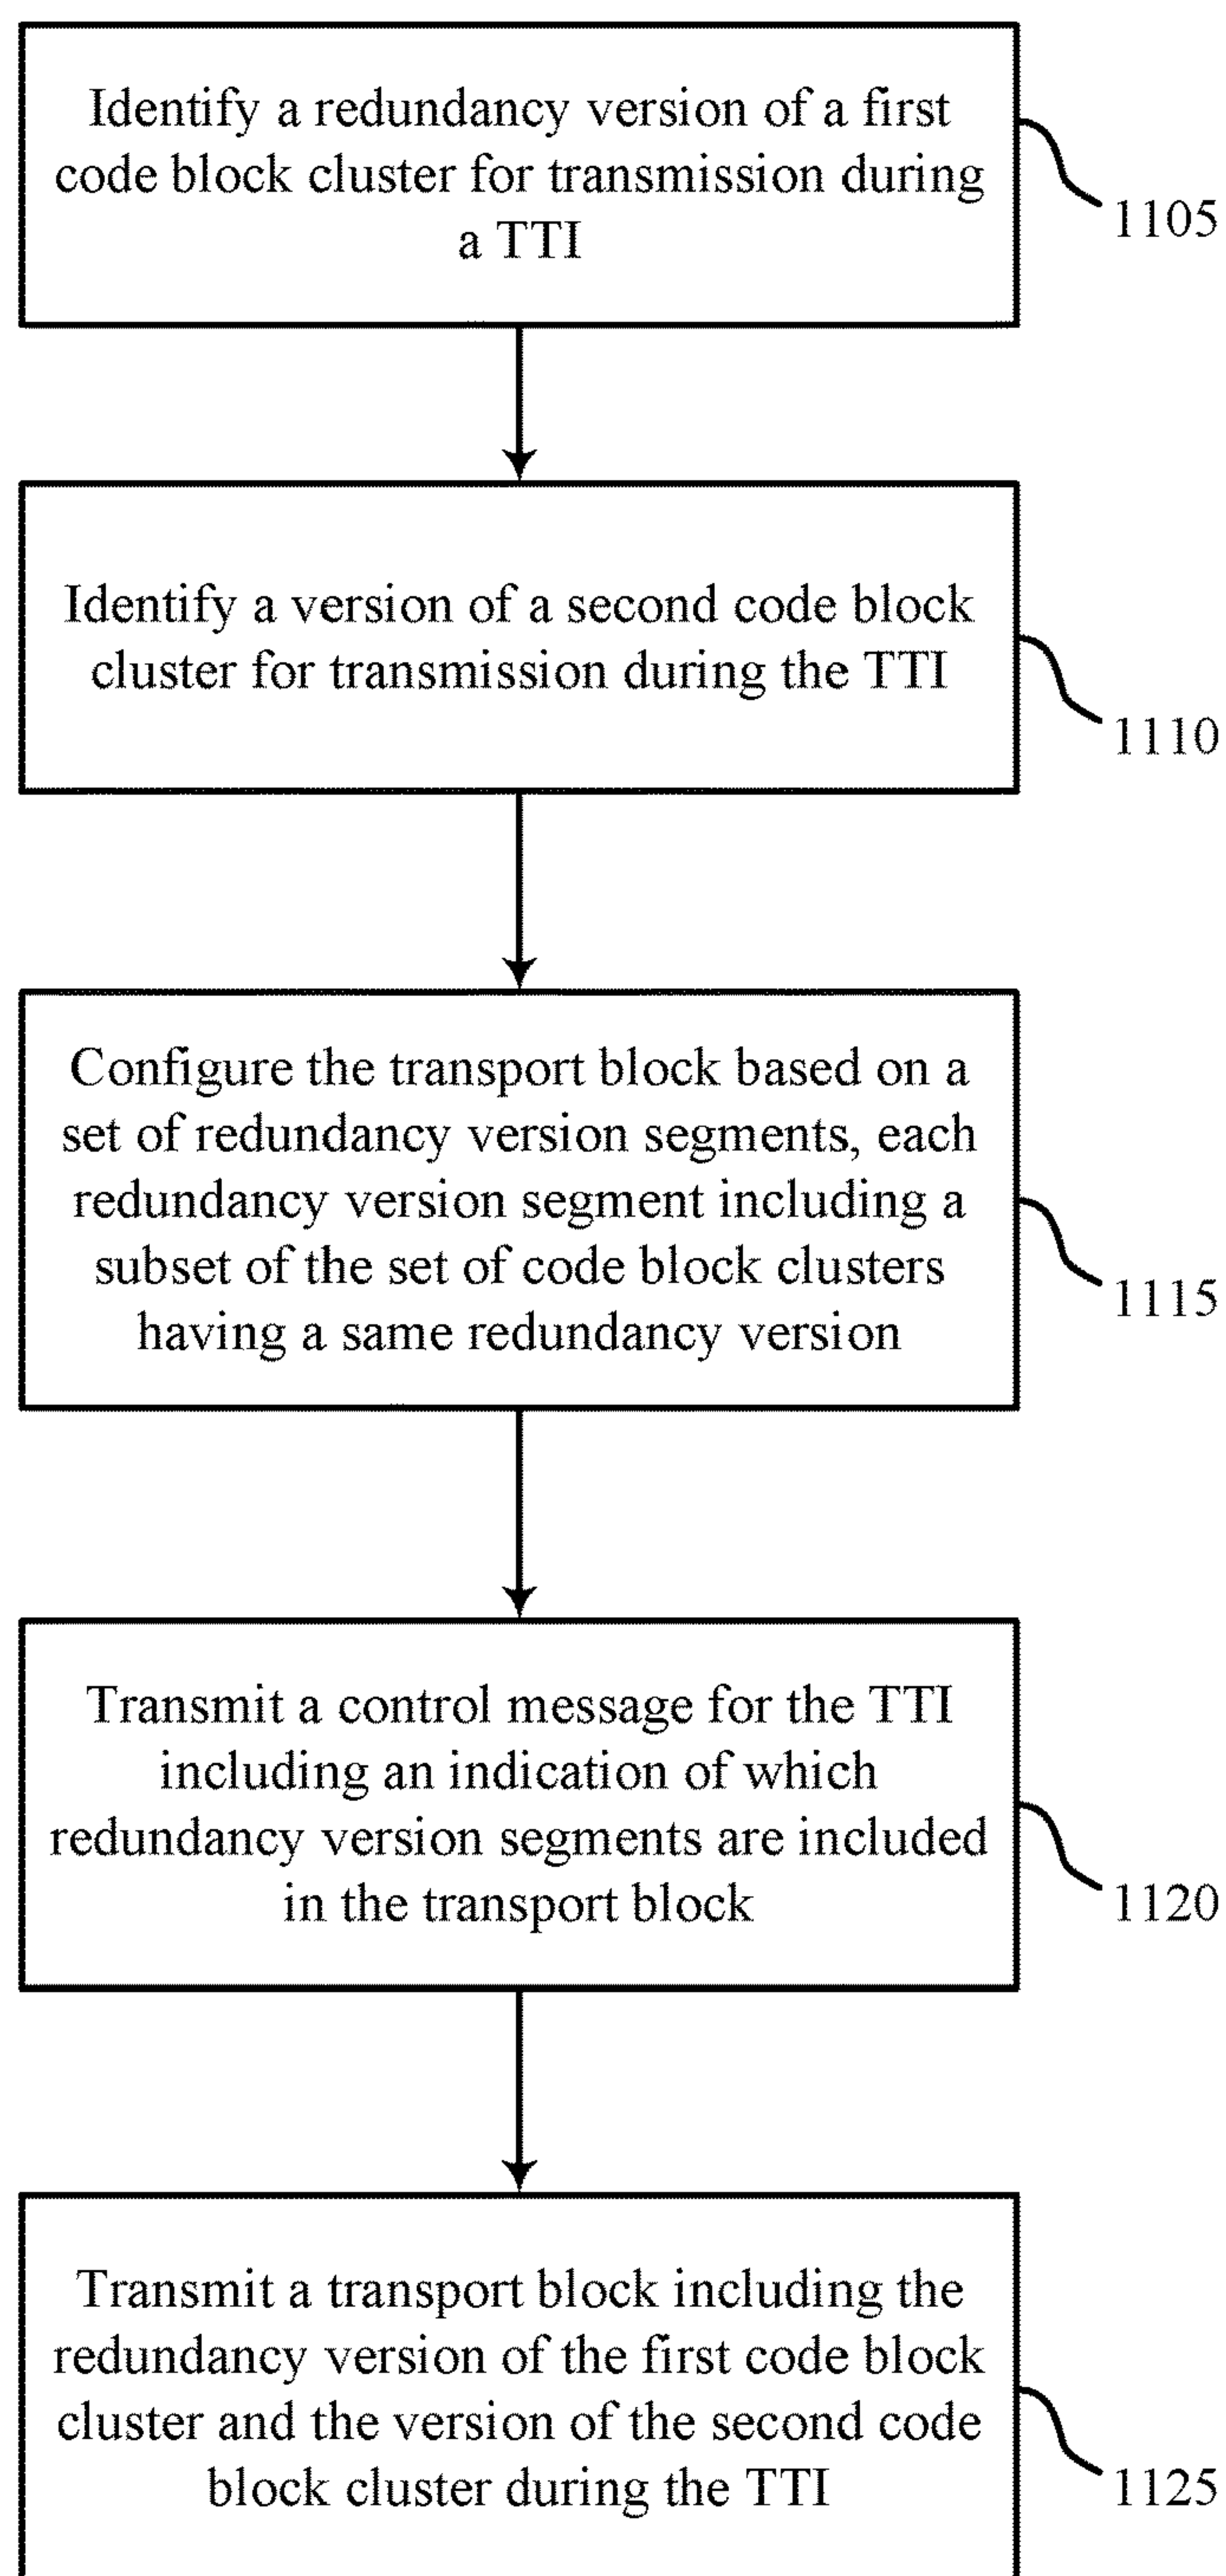 Identify a redundancy version of a first
code block cluster for transmission during
a TTI
1105
Identify a version of a second code block
cluster for transmission during the TTI
1110
Configure the transport block based on a
set of redundancy version segments, each
redundancy version segment including a
subset of the set of code block clusters
having a same redundancy version
1115
Transmit a control message for the TTI
including an indication of which
redundancy version segments are included
in the transport block
1120
Transmit a transport block including the
redundancy version of the first code block
cluster and the version of the second code
block cluster during the TTI
1125